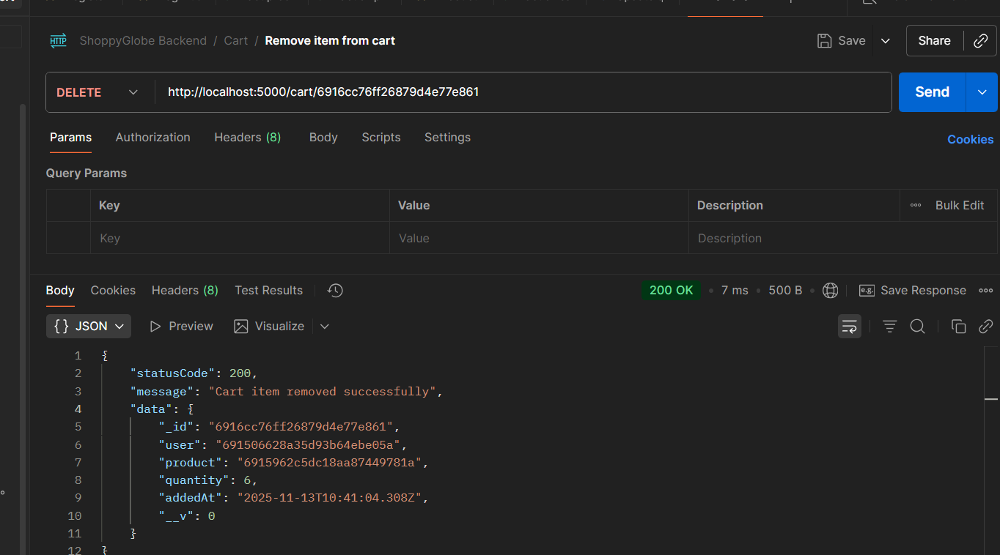 HTTP ShoppyGlobe Backend / Cart / Remove item from cart Save Share
DELETE http://localhost:5000/cart/6916cc76ff26879d4e77e861 Send
Params Authorization Headers (8) Body Scripts Settings Cookies
Query Params
Key Value Description Bulk Edit
Key Value Description
Body Cookies Headers (8) Test Results 200 OK 7 ms 500 B e.g. Save Response
{} JSON Preview Visualize
1 {
2 "statusCode": 200,
3 "message": "Cart item removed successfully",
4 "data": {
5 "_id": "6916cc76ff26879d4e77e861",
6 "user": "691506628a35d93b64ebe05a",
7 "product": "6915962c5dc18aa87449781a",
8 "quantity": 6,
9 "addedAt": "2025-11-13T10:41:04.308Z",
10 "__v": 0
11 }
12 }